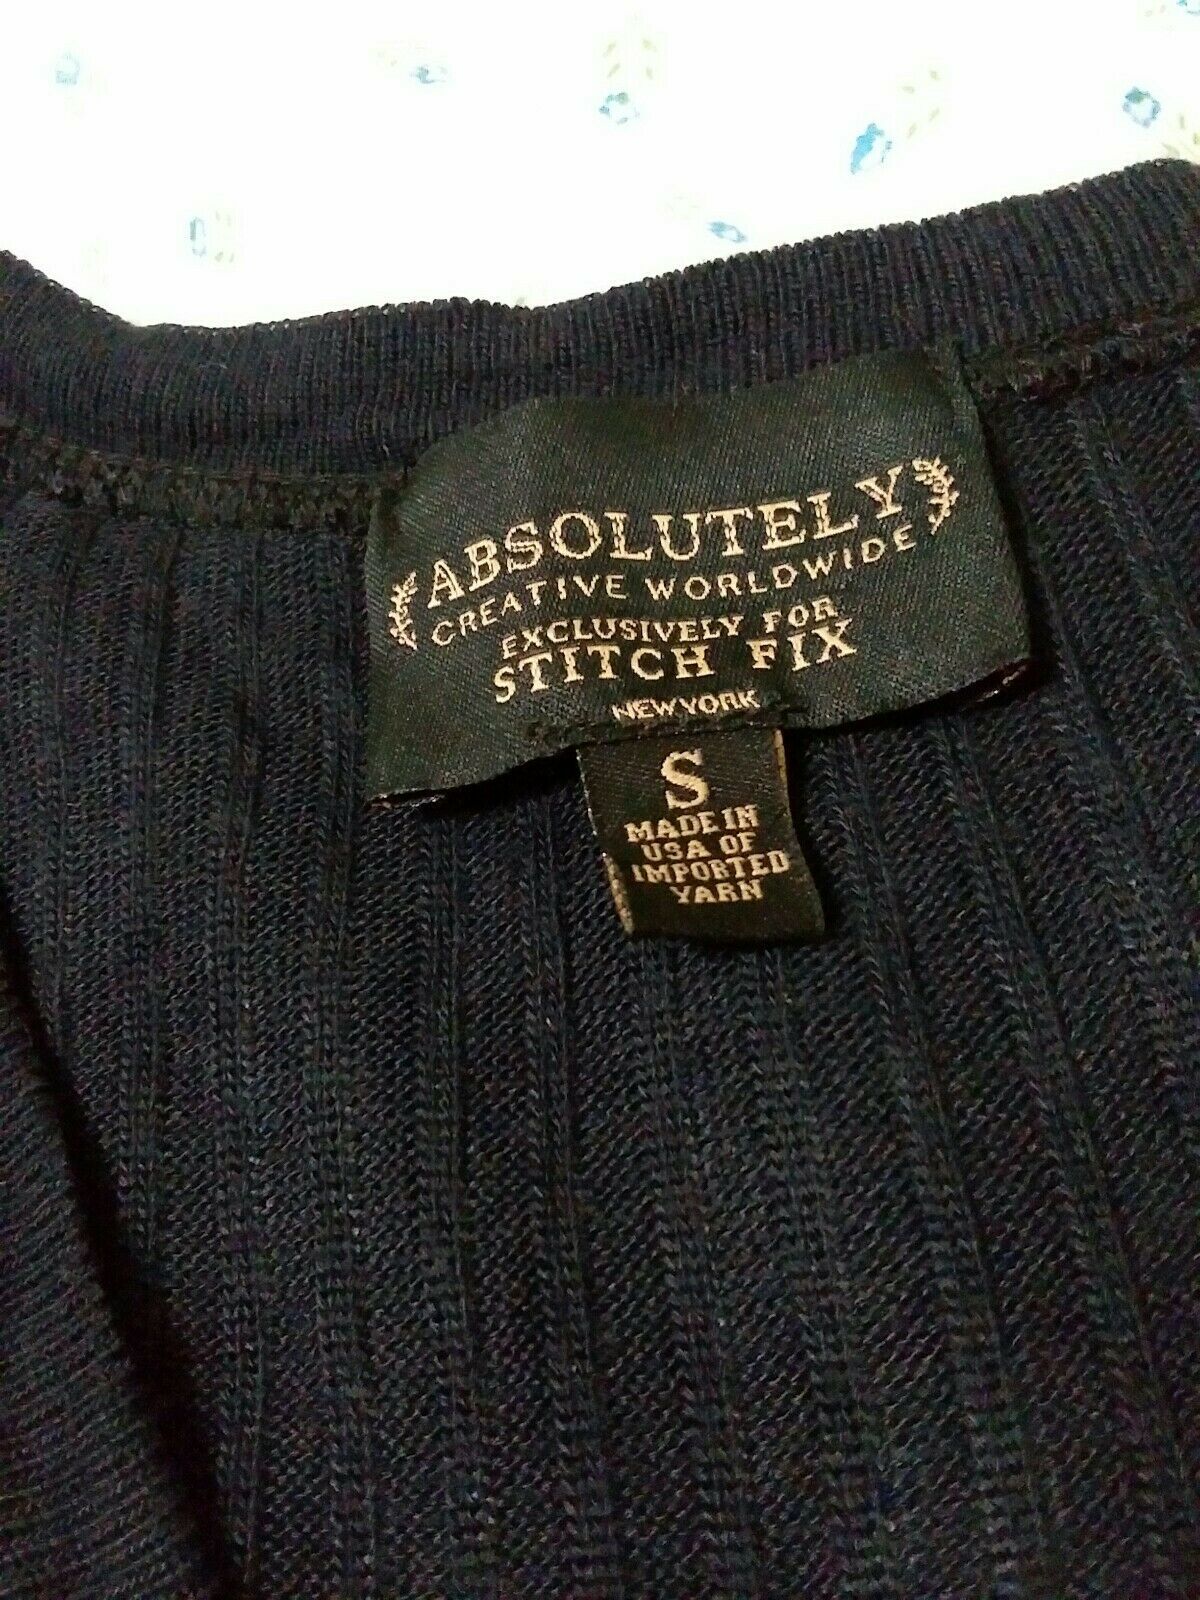 ABSOLUTELY
CREATIVE WORLDWIDE
EXCLUSIVELY FOR
STITCH FIX
NEW YORK
S
MADE IN
USA OF
IMPORTED
YARN